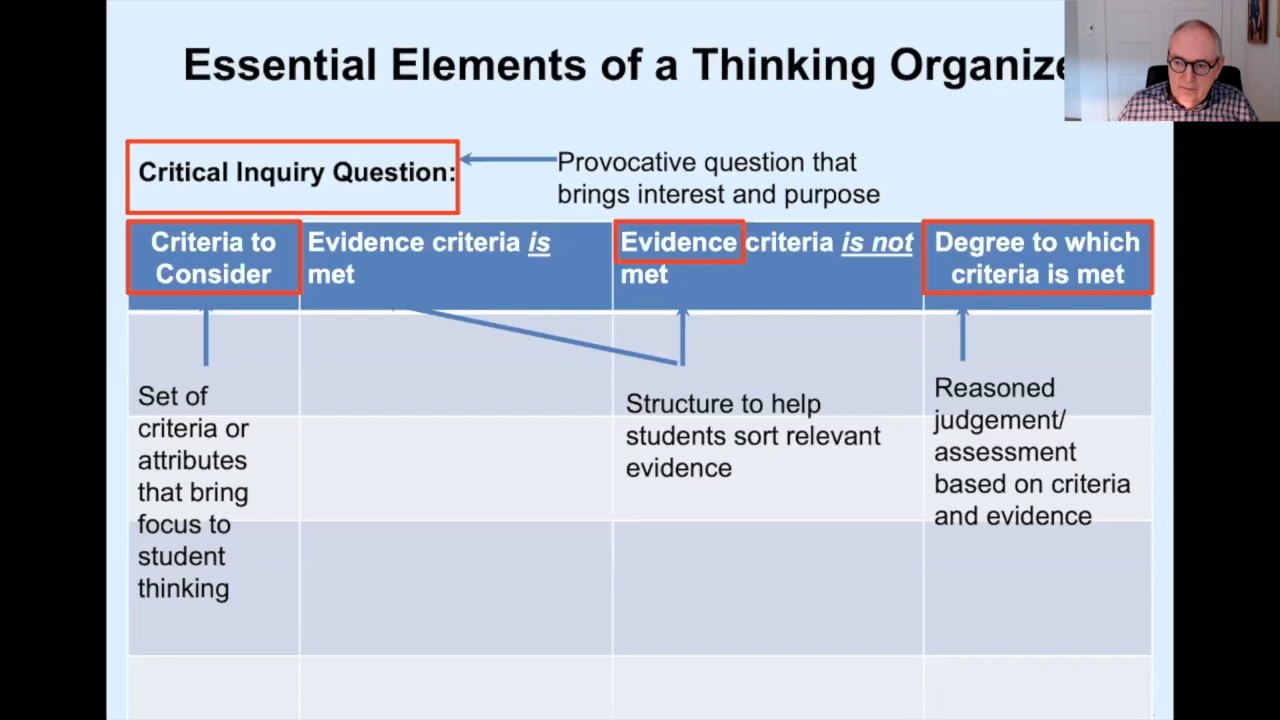 Essential Elements of a Thinking Organize
Critical Inquiry Question:
Provocative question that
brings interest and purpose
Criteria to
Consider
Evidence criteria is
met
Evidence criteria is not
met
Degree to which
criteria is met
Set of
criteria or
attributes
that bring
focus to
student
thinking
Structure to help
students sort relevant
evidence
Reasoned
judgement/
assessment
based on criteria
and evidence